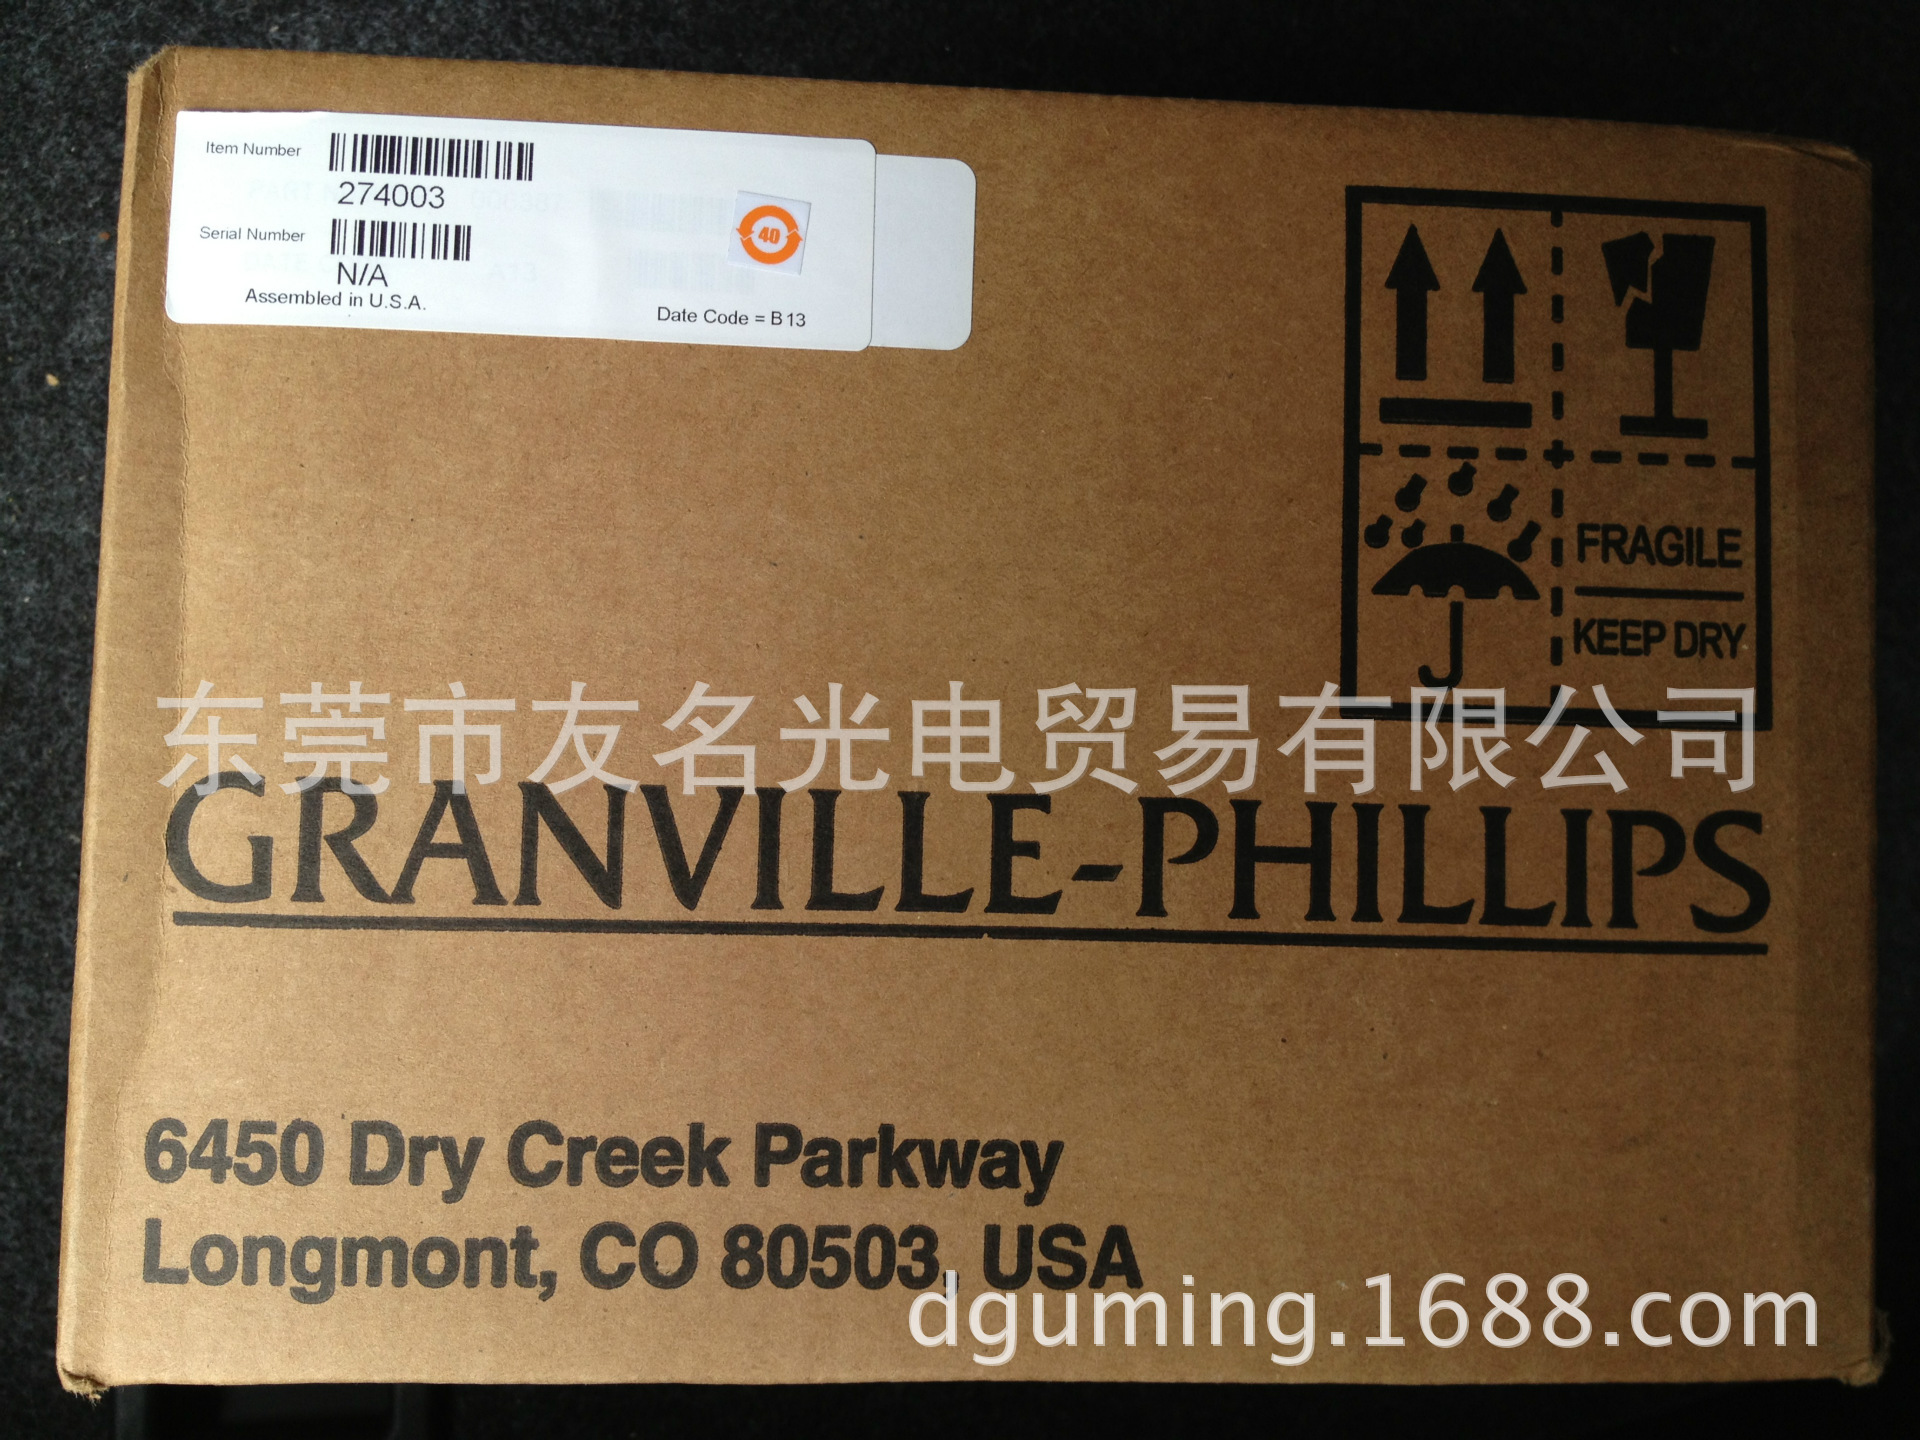 Item Number
274003
Serial Number
N/A
Assembled in U.S.A.
Date Code = B13
40
FRAGILE
KEEP DRY
东莞市友名光电贸易有限公司
GRANVILLE-PHILLIPS
6450 Dry Creek Parkway
Longmont, CO 80503, USA
dguming.1688.com